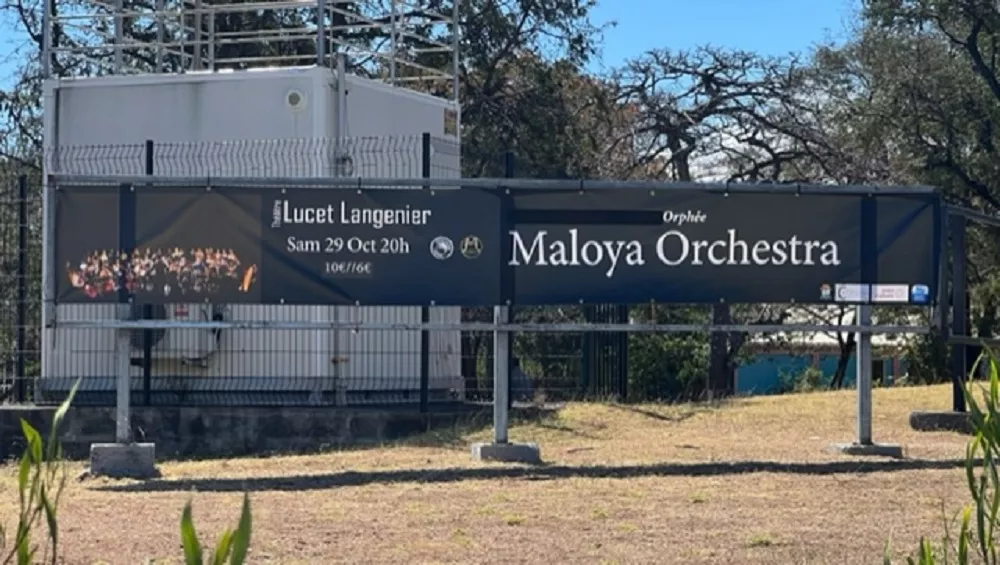 Théâtre
Lucet Langenier
Sam 29 Oct 20h
10€//6€
Orphée
Maloya Orchestra